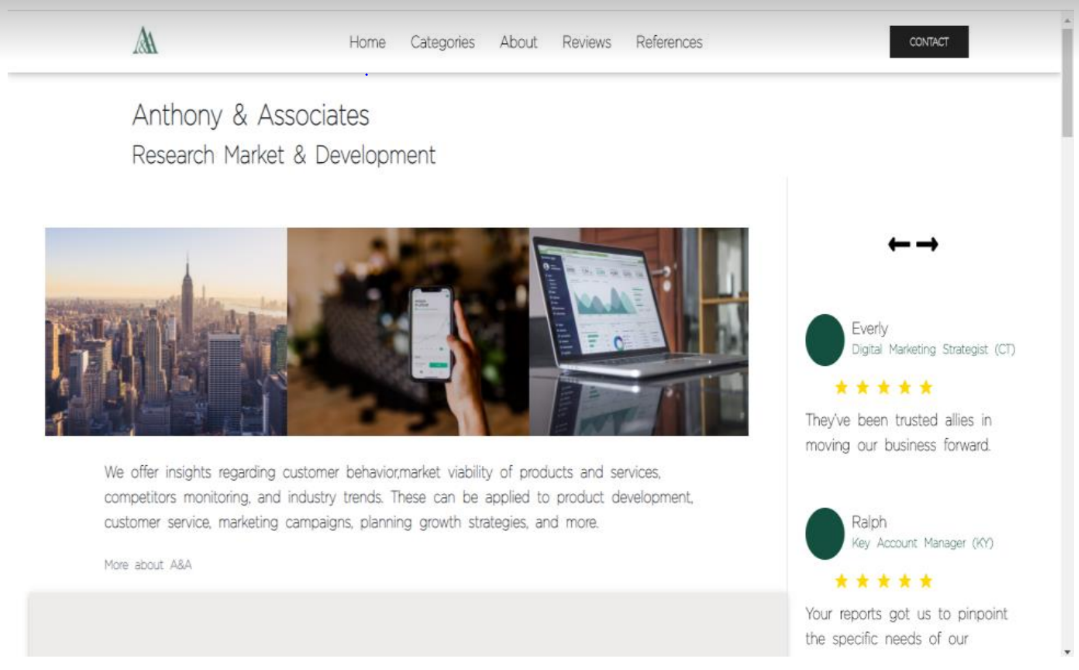 Home Categories About Reviews References CONTACT
Anthony & Associates
Research Market & Development
We offer insights regarding customer behavior,market viability of products and services,
competitors monitoring, and industry trends. These can be applied to product development,
customer service, marketing campaigns, planning growth strategies, and more.
More about A&A
Everly
Digital Marketing Strategist (CT)
They've been trusted allies in
moving our business forward.
Ralph
Key Account Manager (KY)
Your reports got us to pinpoint
the specific needs of our